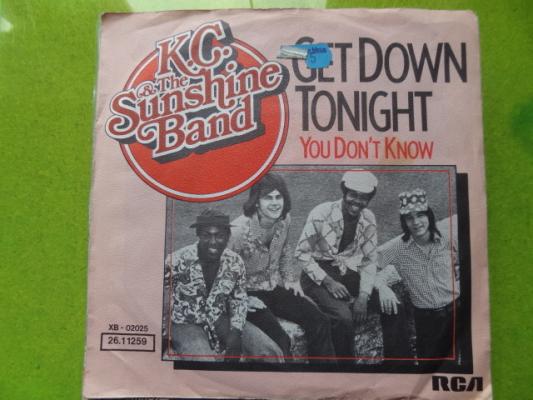 K.C.
& The
Sunshine
Band
GET DOWN
TONIGHT
YOU DON'T KNOW
XB - 02025
26.11259
RCA